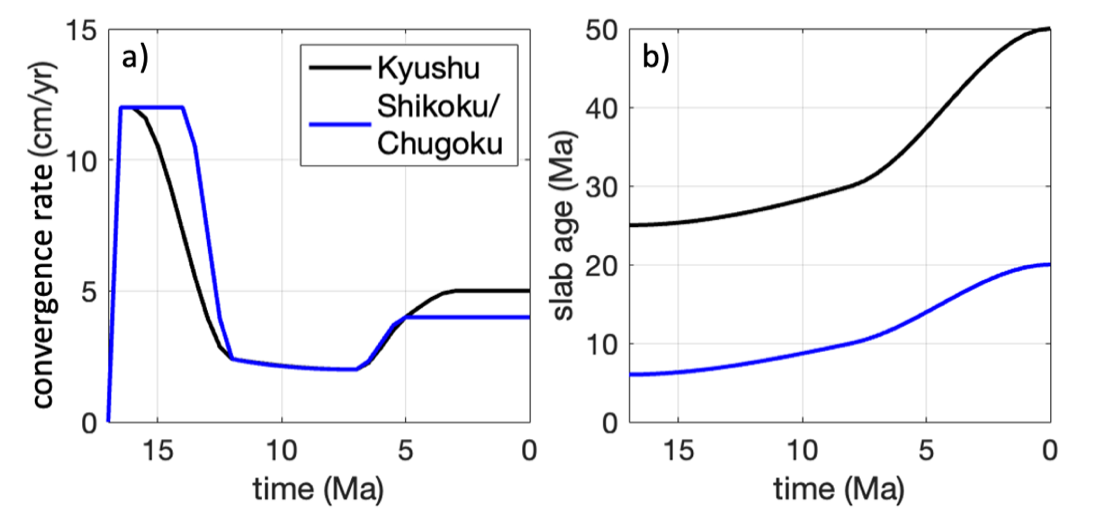 a)
convergence rate (cm/yr)
15
10
5
0
Kyushu
Shikoku/
Chugoku
15
10
5
0
time (Ma)
b)
slab age (Ma)
50
40
30
20
10
0
15
10
5
0
time (Ma)